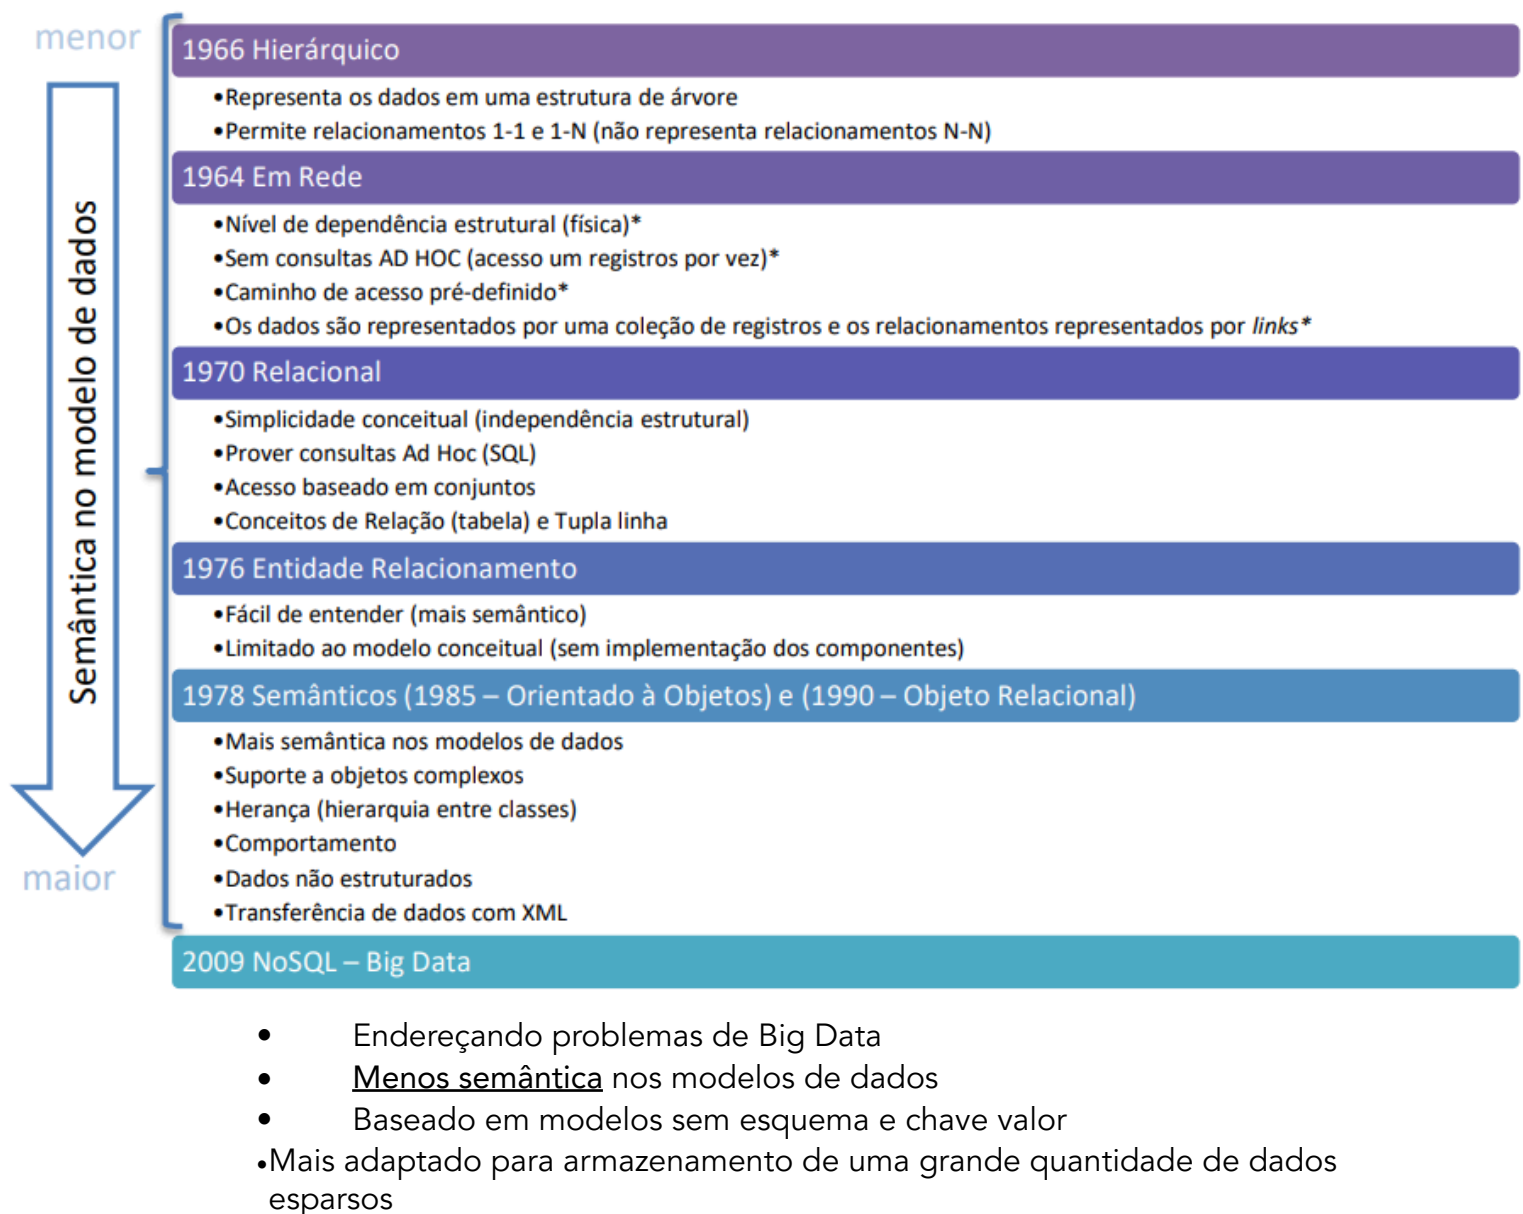 menor
1966 Hierárquico
•Representa os dados em uma estrutura de árvore
•Permite relacionamentos 1-1 e 1-N (não representa relacionamentos N-N)
1964 Em Rede
•Nível de dependência estrutural (física)*
•Sem consultas AD HOC (acesso um registros por vez)*
•Caminho de acesso pré-definido*
•Os dados são representados por uma coleção de registros e os relacionamentos representados por links*
1970 Relacional
•Simplicidade conceitual (independência estrutural)
•Prover consultas Ad Hoc (SQL)
•Acesso baseado em conjuntos
•Conceitos de Relação (tabela) e Tupla linha
1976 Entidade Relacionamento
•Fácil de entender (mais semântico)
•Limitado ao modelo conceitual (sem implementação dos componentes)
1978 Semânticos (1985 – Orientado à Objetos) e (1990 – Objeto Relacional)
•Mais semântica nos modelos de dados
•Suporte a objetos complexos
•Herança (hierarquia entre classes)
•Comportamento
•Dados não estruturados
•Transferência de dados com XML
Semântica no modelo de dados
maior
2009 NoSQL – Big Data
• Endereçando problemas de Big Data
• Menos semântica nos modelos de dados
• Baseado em modelos sem esquema e chave valor
•Mais adaptado para armazenamento de uma grande quantidade de dados
esparsos